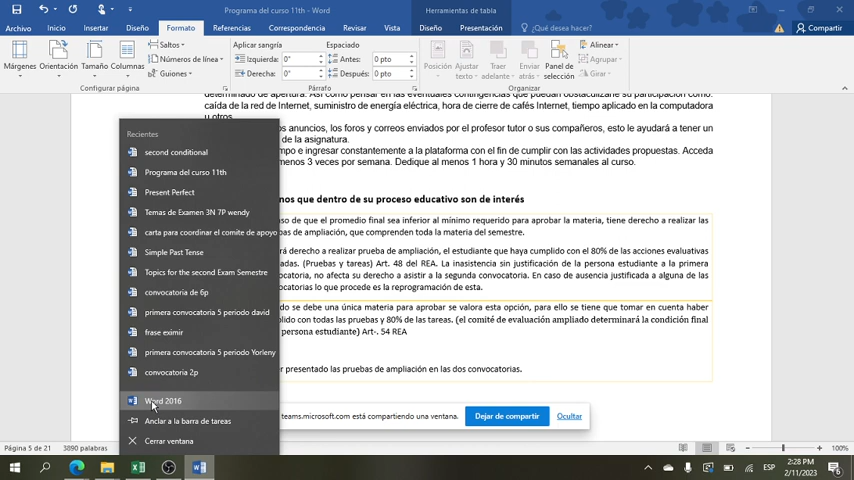 Programa del curso 11th - Word
Herramientas de tabla
Archivo Inicio Insertar Diseño Formato Referencias Correspondencia Revisar Vista Diseño Presentación ¿Qué desea hacer? Compartir
Saltos
Números de línea
Guiones
Márgenes Orientación Tamaño Columnas
Configurar página
Aplicar sangría Espaciado
Izquierda: 0" Antes: 0 pto
Derecha: 0" Después: 0 pto
Párrafo
Posición Ajustar texto Traer adelante Enviar atrás Panel de selección
Alinear
Agrupar
Girar
Organizar
determinado de apertura. Así como pensar en las eventuales contingencias que puedan obstaculizarle su participación como:
caída de la red de Internet, suministro de energía eléctrica, hora de cierre de cafés Internet, tiempo aplicado en la computadora
u otros.
os anuncios, los foros y correos enviados por el profesor tutor o sus compañeros, esto le ayudará a tener un
de la asignatura.
mpo e ingresar constantemente a la plataforma con el fin de cumplir con las actividades propuestas. Acceda
menos 3 veces por semana. Dedique al menos 1 hora y 30 minutos semanales al curso.
nos que dentro de su proceso educativo son de interés
aso de que el promedio final sea inferior al mínimo requerido para aprobar la materia, tiene derecho a realizar las
bas de ampliación, que comprenden toda la materia del semestre.
rá derecho a realizar prueba de ampliación, el estudiante que haya cumplido con el 80% de las acciones evaluativas
adas. (Pruebas y tareas) Art. 48 del REA. La inasistencia sin justificación de la persona estudiante a la primera
ocatoria, no afecta su derecho a asistir a la segunda convocatoria. En caso de ausencia justificada a alguna de las
ocatorias lo que procede es la reprogramación de esta.
do se debe una única materia para aprobar se valora esta opción, para ello se tiene que tomar en cuenta haber
plido con todas las pruebas y 80% de las tareas. (el comité de evaluación ampliado determinará la condición final
persona estudiante) Art-. 54 REA
er presentado las pruebas de ampliación en las dos convocatorias.
Recientes
second conditional
Programa del curso 11th
Present Perfect
Temas de Examen 3N 7P wendy
carta para coordinar el comite de apoyo
Simple Past Tense
Topics for the second Exam Semestre
convocatoria de 6p
primera convocatoria 5 periodo david
frase eximir
primera convocatoria 5 periodo Yorleny
convocatoria 2p
Word 2016
Anclar a la barra de tareas
Cerrar ventana
teams.microsoft.com está compartiendo una ventana. Dejar de compartir Ocultar
Página 5 de 21 3890 palabras 100%
ESP 2:28 PM
2/11/2023 6